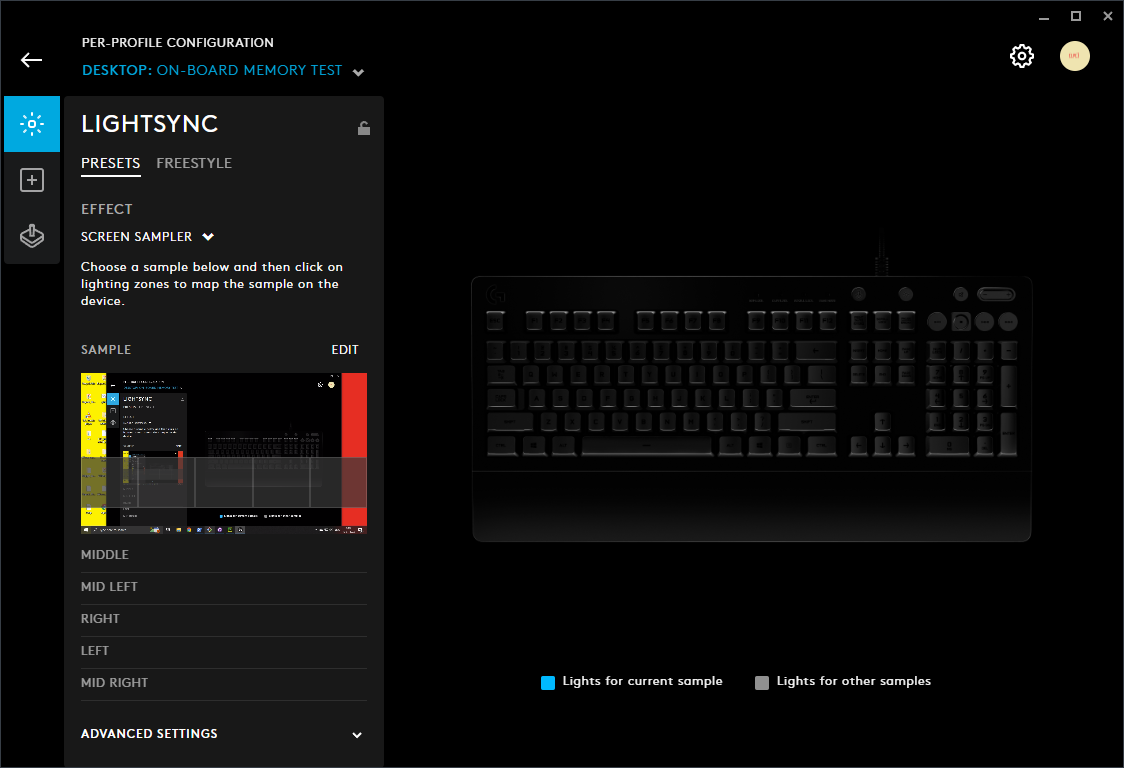 PER-PROFILE CONFIGURATION
DESKTOP: ON-BOARD MEMORY TEST
LIGHTSYNC
PRESETS FREESTYLE
EFFECT
SCREEN SAMPLER
Choose a sample below and then click on
lighting zones to map the sample on the
device.
SAMPLE EDIT
LIGHTSYNC
MIDDLE
MID LEFT
RIGHT
LEFT
MID RIGHT
ADVANCED SETTINGS
Lights for current sample Lights for other samples